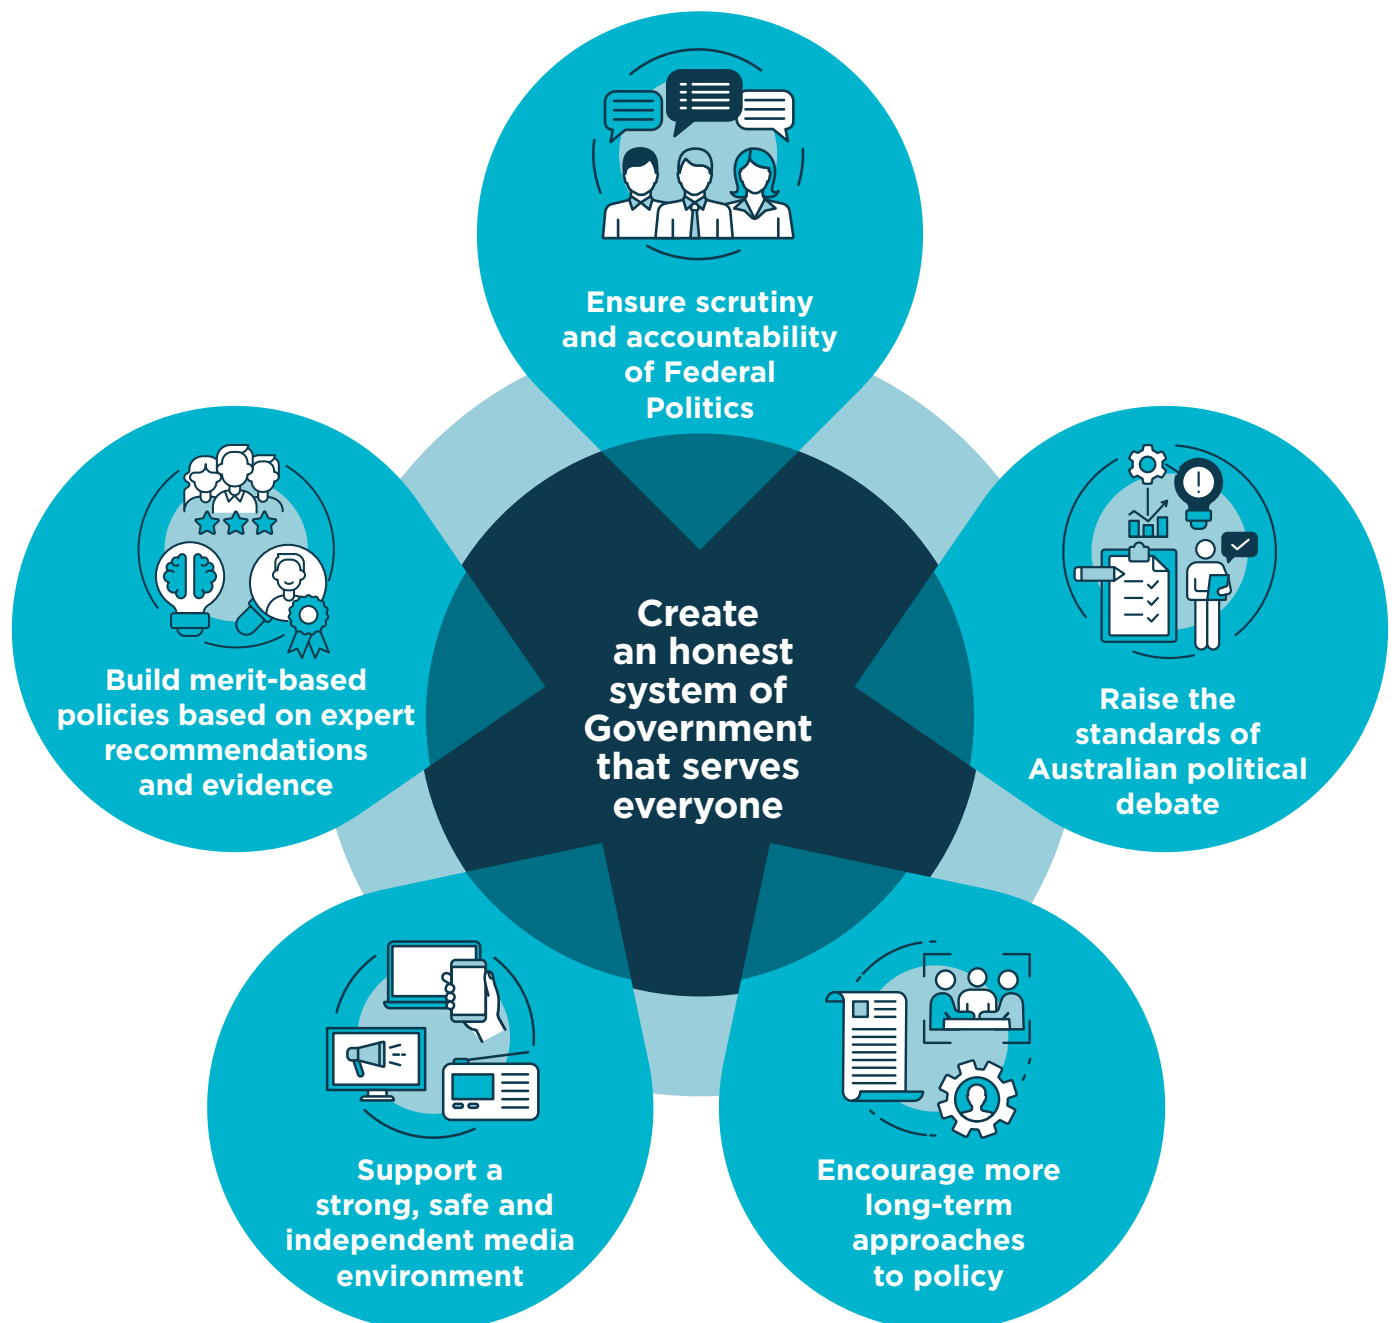 Ensure scrutiny
and accountability
of Federal
Politics
Build merit-based
policies based on expert
recommendations
and evidence
Create
an honest
system of
Government
that serves
everyone
Raise the
standards of
Australian political
debate
Support a
strong, safe and
independent media
environment
Encourage more
long-term
approaches
to policy